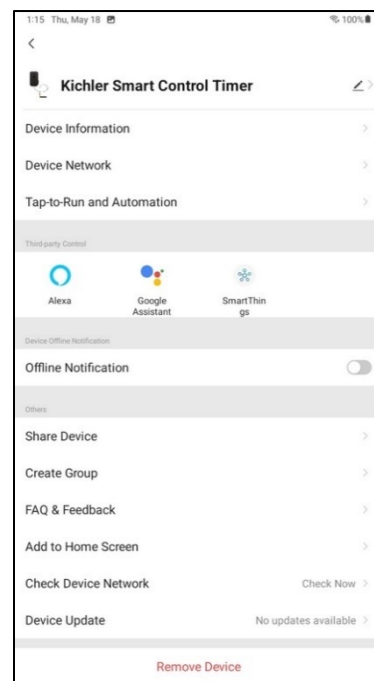 1:15 Thu, May 18 100%
Kichler Smart Control Timer
Device Information
Device Network
Tap-to-Run and Automation
Third-party Control
Alexa
Google
Assistant
SmartThin
gs
Device Offline Notification
Offline Notification
Others
Share Device
Create Group
FAQ & Feedback
Add to Home Screen
Check Device Network Check Now
Device Update No updates available
Remove Device